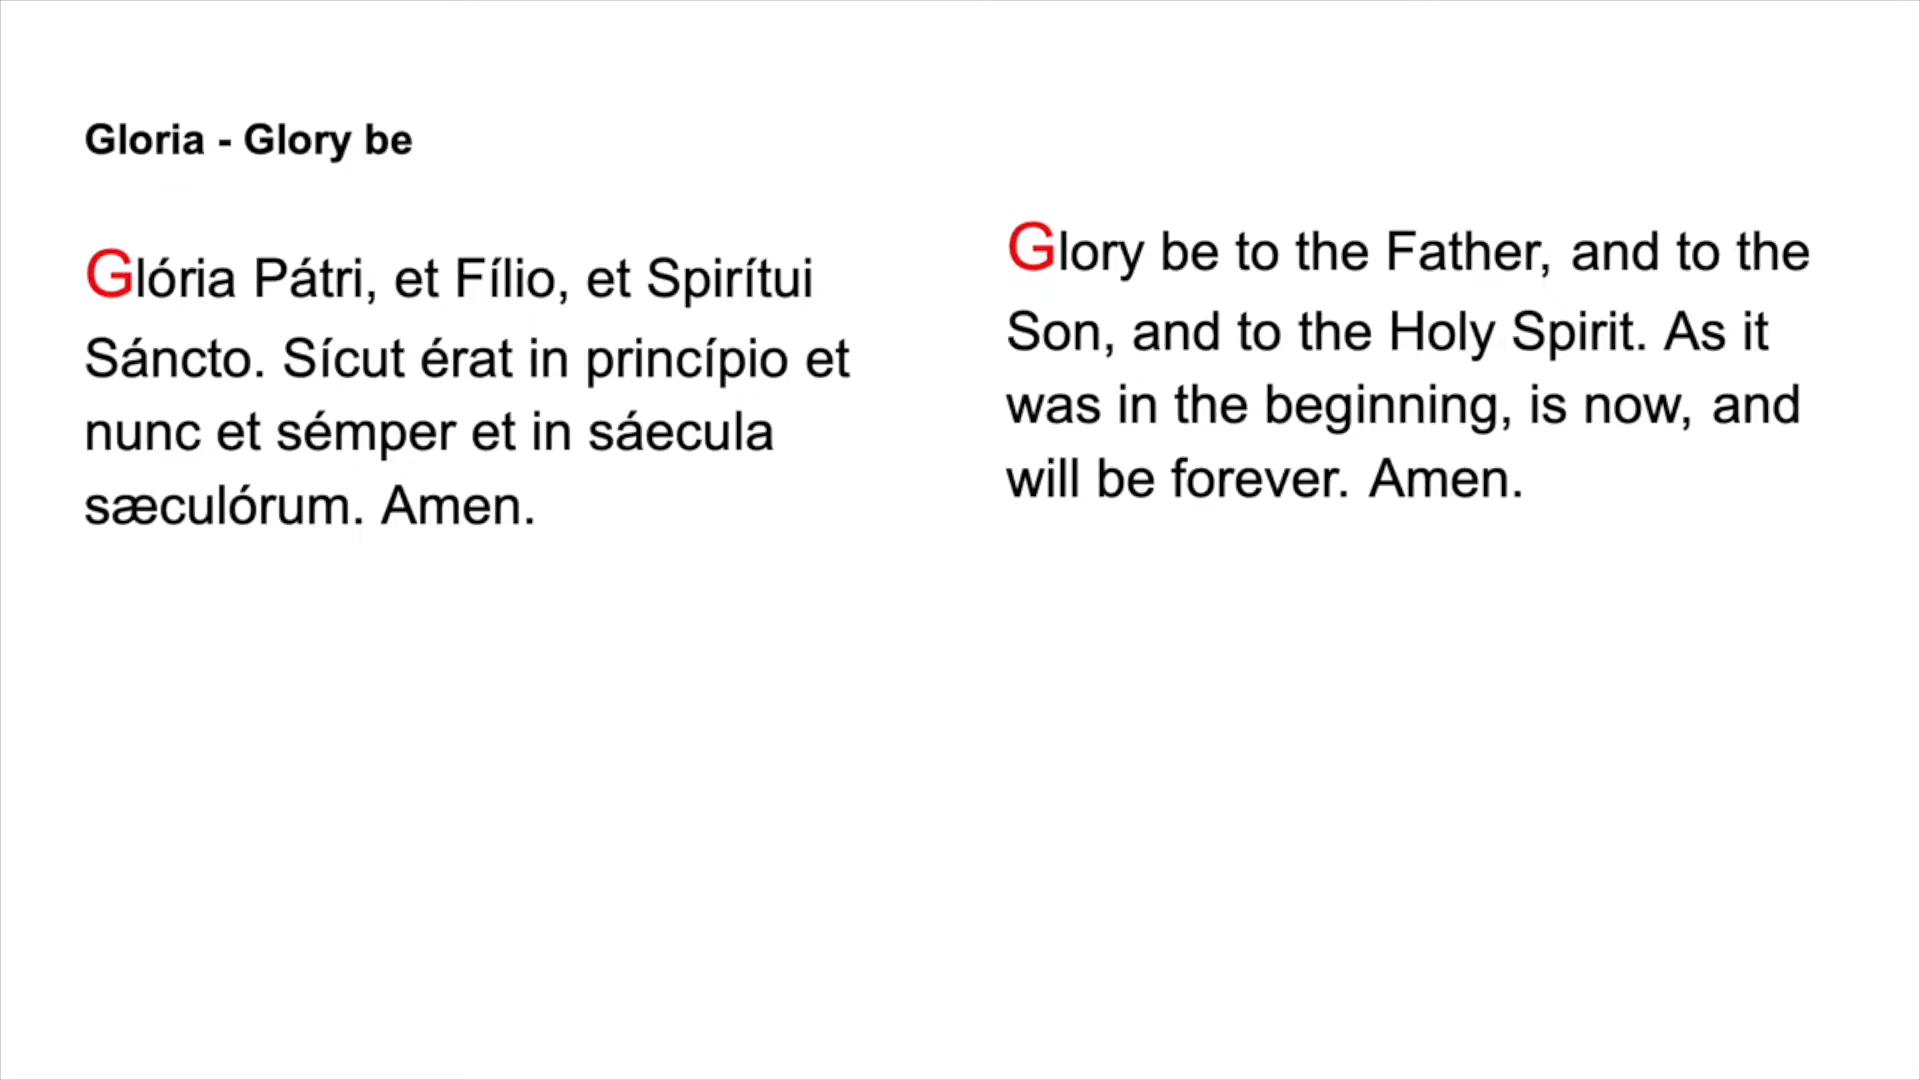 Gloria - Glory be
Glória Pátri, et Fílio, et Spirítui
Sáncto. Sícut érat in princípio et
nunc et sémper et in sáecula
sæculórum. Amen.
Glory be to the Father, and to the
Son, and to the Holy Spirit. As it
was in the beginning, is now, and
will be forever. Amen.